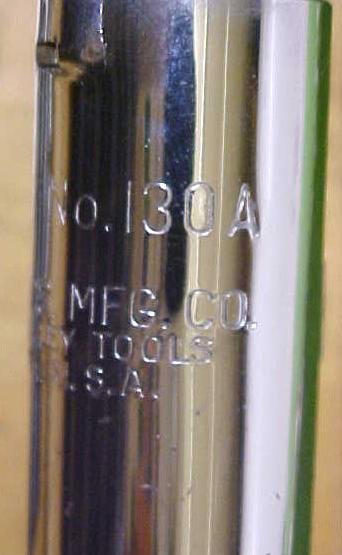 No. 130A
MFG. CO.
TOOLS
S.A.